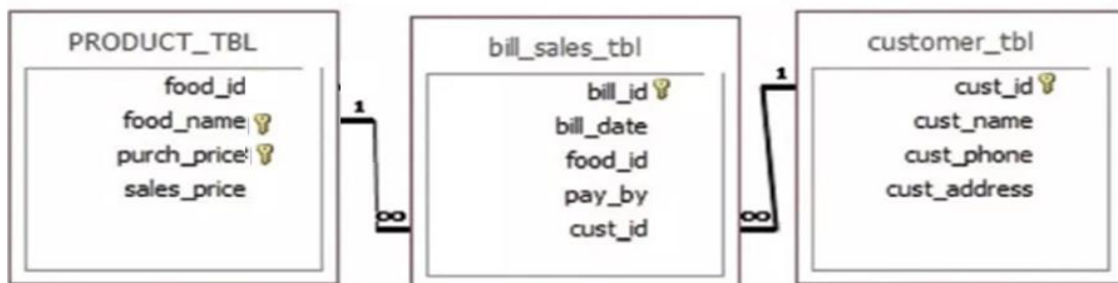 PRODUCT_TBL
food_id
food_name
purch_price
sales_price
1
∞
bill_sales_tbl
bill_id
bill_date
food_id
pay_by
cust_id
1
∞
customer_tbl
cust_id
cust_name
cust_phone
cust_address